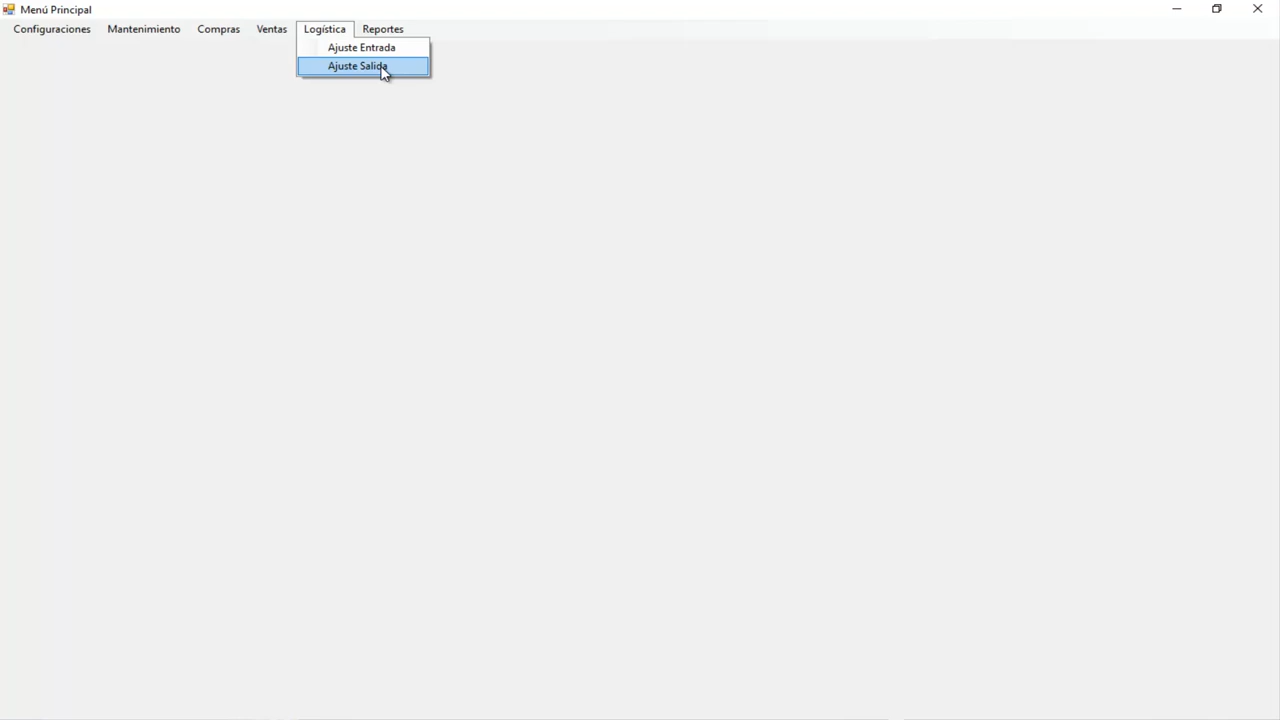 Menú Principal
Configuraciones Mantenimiento Compras Ventas Logística Reportes
Ajuste Entrada
Ajuste Salida